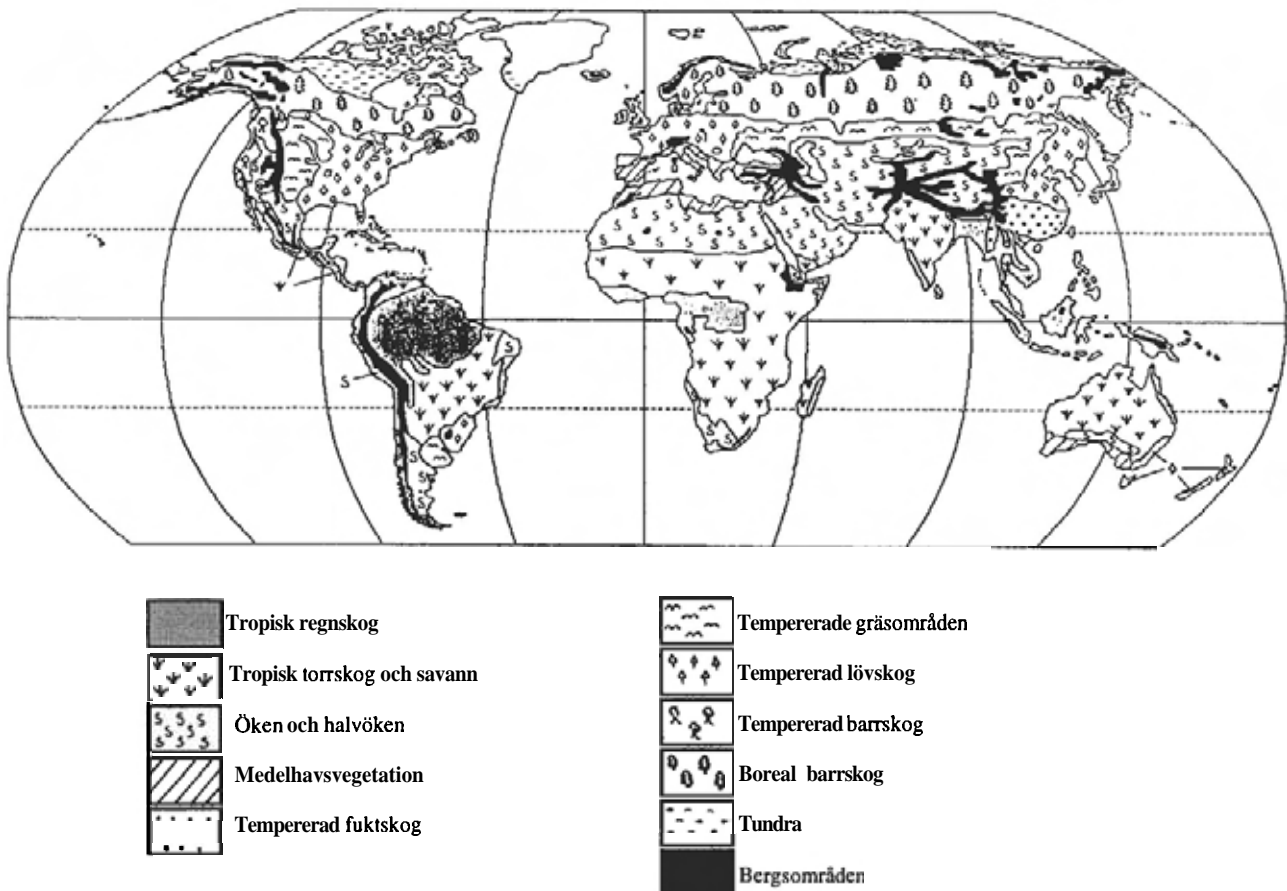 Tropisk regnskog
Tropisk torrskog och savann
Öken och halvöken
Medelhavsvegetation
Tempererad fuktskog
Tempererade gräsområden
Tempererad lövskog
Tempererad barrskog
Boreal barrskog
Tundra
Bergsområden